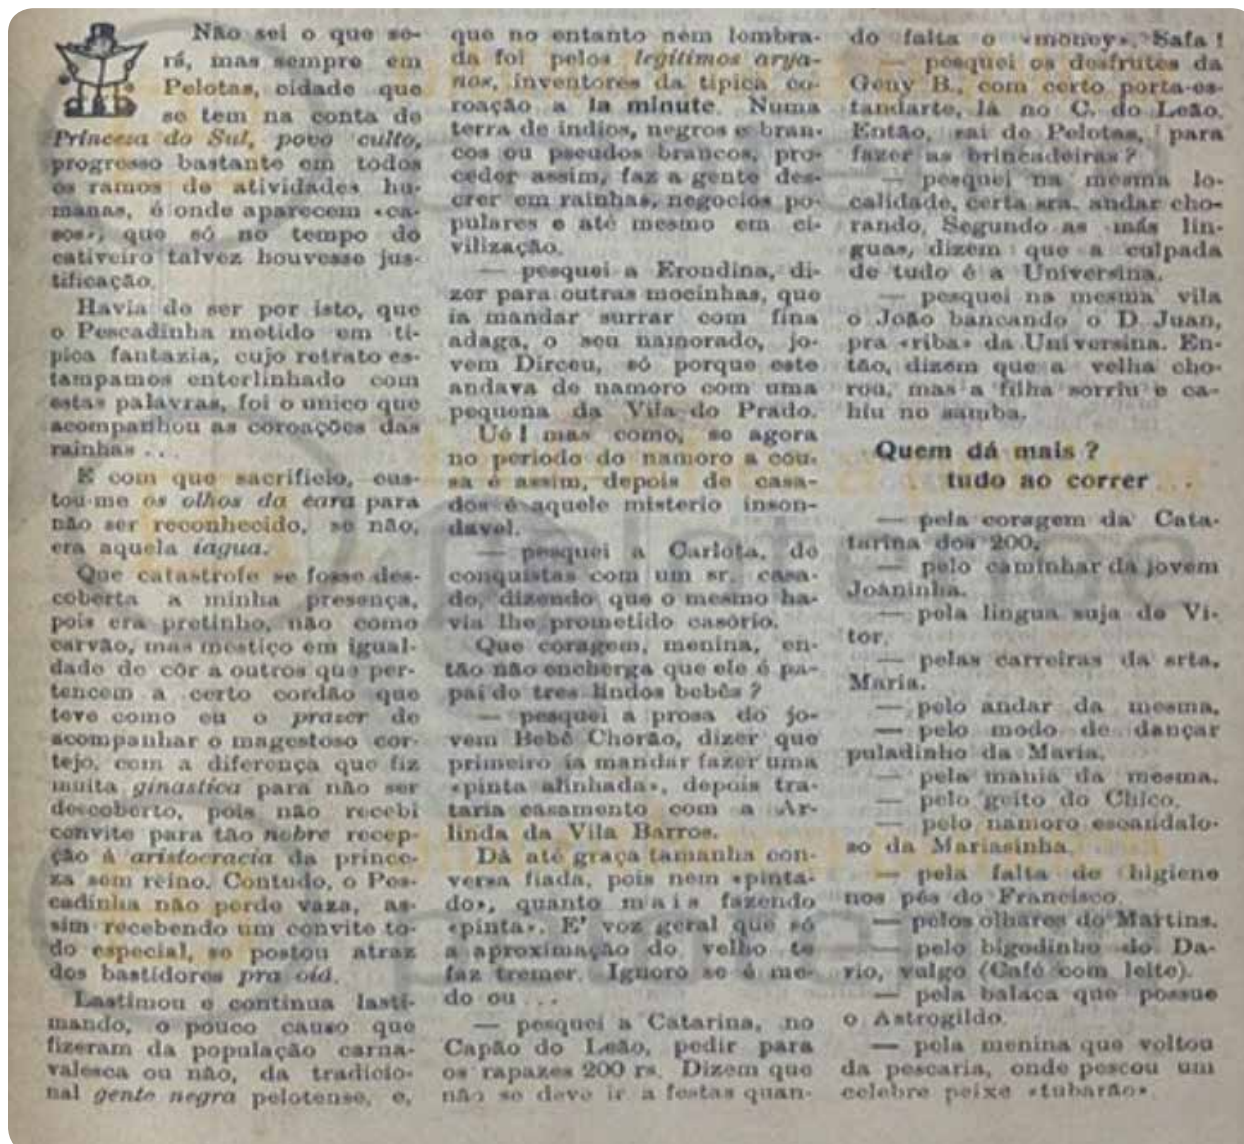 Não sei o que se-
rá, mas sempre em
Pelotas, cidade que
se tem na conta de
Princesa do Sul, povo culto,
progresso bastante em todos
os ramos de atividades hu-
manas, é onde aparecem «ca-
sos», que só no tempo do
cativeiro talvez houvesse jus-
tificação.
Havia de ser por isto, que
o Pescadinha metido em ti-
pica fantazia, cujo retrato es-
tampamos enterlinhado com
estas palavras, foi o unico que
acompanhou as coroações das
rainhas . . .
E com que sacrificio, cus-
tou-me os olhos da cara para
não ser reconhecido, se não,
era aquela iagua.
Que catastrofe se fosse des-
coberta a minha presença,
pois era pretinho, não como
carvão, mas mestiço em igual-
dade de côr a outros que per-
tencem a certo cordão que
teve como eu o praser de
acompanhar o magestoso cor-
tejo, com a diferença que fiz
muita ginastica para não ser
descoberto, pois não recebi
convite para tão nobre recep-
ção á aristocracia da prince-
za sem reino. Contudo, o Pes-
cadinha não perde vaza, as-
sim recebendo um convite to-
do especial, se postou atraz
dos bastidores pra oiá.
Lastimou e continua lasti-
mando, o pouco causo que
fizeram da população carna-
valesca ou não, da tradicio-
nal gente negra pelotense, e,
que no entanto nem lembra-
da foi pelos legítimos arya-
nos, inventores da tipica co-
roação a la minute. Numa
terra de indios, negros e bran-
cos ou pseudos brancos, pro-
ceder assim, faz a gente des-
crer em rainhas, negocios po-
pulares e até mesmo em ci-
vilização.
— pesquei a Erondina, di-
zer para outras mocinhas, que
ia mandar surrar com fina
adaga, o seu namorado, jo-
vem Dirceu, só porque este
andava de namoro com uma
pequena da Vila do Prado.
Ué! mas como, se agora
no periodo do namoro a cou-
sa é assim, depois de casa-
dos é aquele misterio inson-
davel.
— pesquei a Carlota, de
conquistas com um sr. casa-
do, dizendo que o mesmo ha-
via lhe prometido casório.
Que coragem, menina, en-
tão não encherga que ele é pa-
pai de tres lindos bebês ?
— pesquei a prosa do jo-
vem Bebê Chorão, dizer que
primeiro ia mandar fazer uma
«pinta alinhada», depois tra-
taria casamento com a Ar-
linda da Vila Barros.
Dá até graça tamanha con-
versa fiada, pois nem «pinta-
do», quanto mais fazendo
«pinta». E' voz geral que só
a aproximação do velho te
faz tremer. Ignoro se é me-
do ou . . .
— pesquei a Catarina, no
Capão do Leão, pedir para
os rapazes 200 rs. Dizem que
não se deve ir a festas quan-
do falta o «money». Safa !
— pesquei os desfrutes da
Geny B., com certo porta-es-
tandarte, lá no C. do Leão.
Então, sai de Pelotas, para
fazer as brincadeiras ?
— pesquei na mesma lo-
calidade, certa sra. andar cho-
rando. Segundo as más lin-
guas, dizem que a culpada
de tudo é a Universina.
— pesquei na mesma vila
o João bancando o D. Juan,
pra «riba» da Universina. En-
tão, dizem que a velha cho-
rou, mas a filha sorriu e ca-
hiu no samba.
Quem dá mais ?
tudo ao correr . . .
— pela coragem da Cata-
tarina dos 200.
— pelo caminhar da jovem
Joaninha.
— pela lingua suja do Vi-
tor.
— pelas carreiras da srta.
Maria.
— pelo andar da mesma.
— pelo modo de dançar
puladinho da Maria.
— pela mania da mesma.
— pelo geito do Chico.
— pelo namoro escandalo-
so da Mariasinha.
— pela falta de higiene
nos pés do Francisco.
— pelos olhares do Martins.
— pelo bigodinho do Da-
rio, vulgo (Café com leite).
— pela balaca que possue
o Astrogildo.
— pela menina que voltou
da pescaria, onde pescou um
celebre peixe «tubarão».